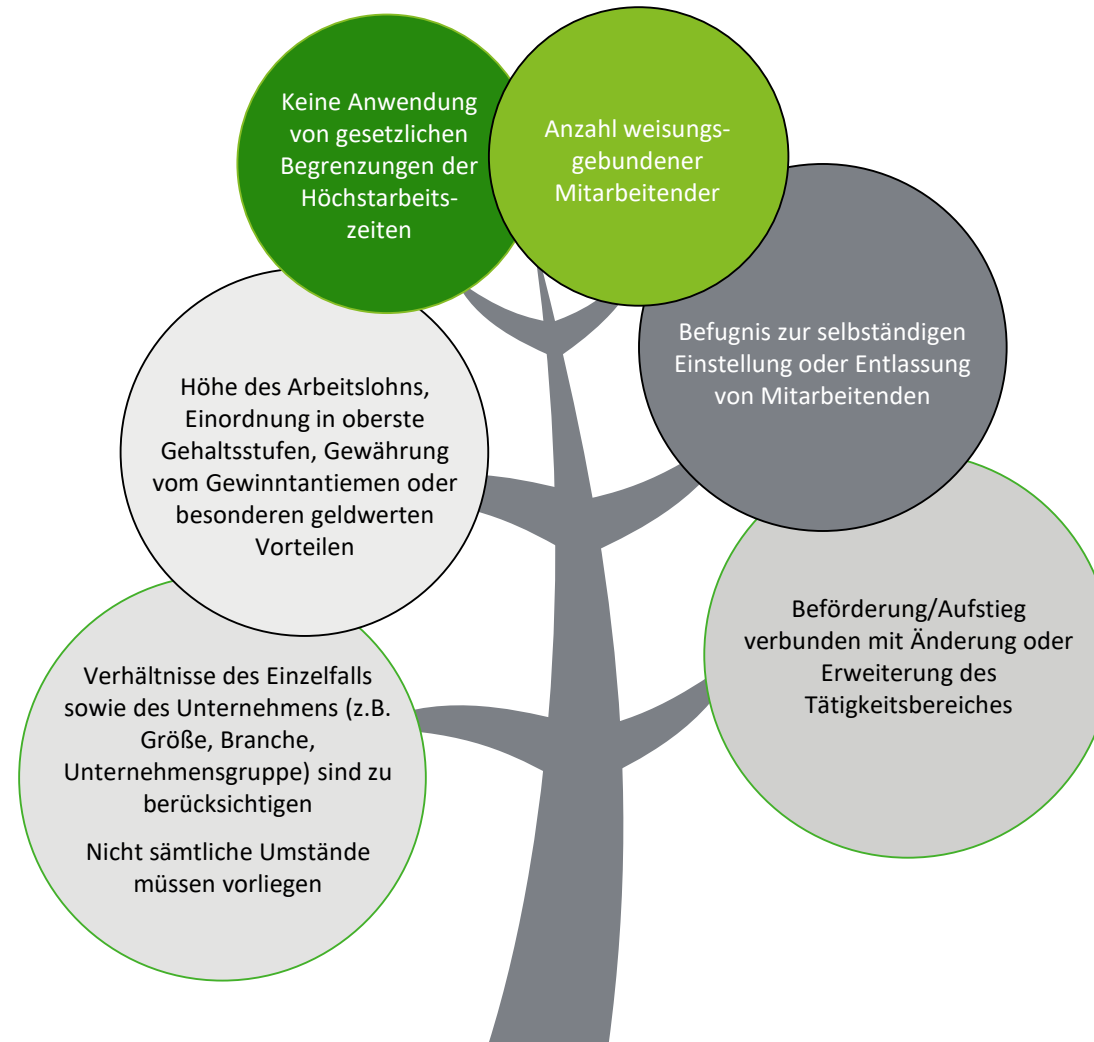 Keine Anwendung
von gesetzlichen
Begrenzungen der
Höchstarbeits-
zeiten
Anzahl weisungs-
gebundener
Mitarbeitender
Befugnis zur selbständigen
Einstellung oder Entlassung
von Mitarbeitenden
Höhe des Arbeitslohns,
Einordnung in oberste
Gehaltsstufen, Gewährung
vom Gewinntantiemen oder
besonderen geldwerten
Vorteilen
Beförderung/Aufstieg
verbunden mit Änderung oder
Erweiterung des
Tätigkeitsbereiches
Verhältnisse des Einzelfalls
sowie des Unternehmens (z.B.
Größe, Branche,
Unternehmensgruppe) sind zu
berücksichtigen
Nicht sämtliche Umstände
müssen vorliegen